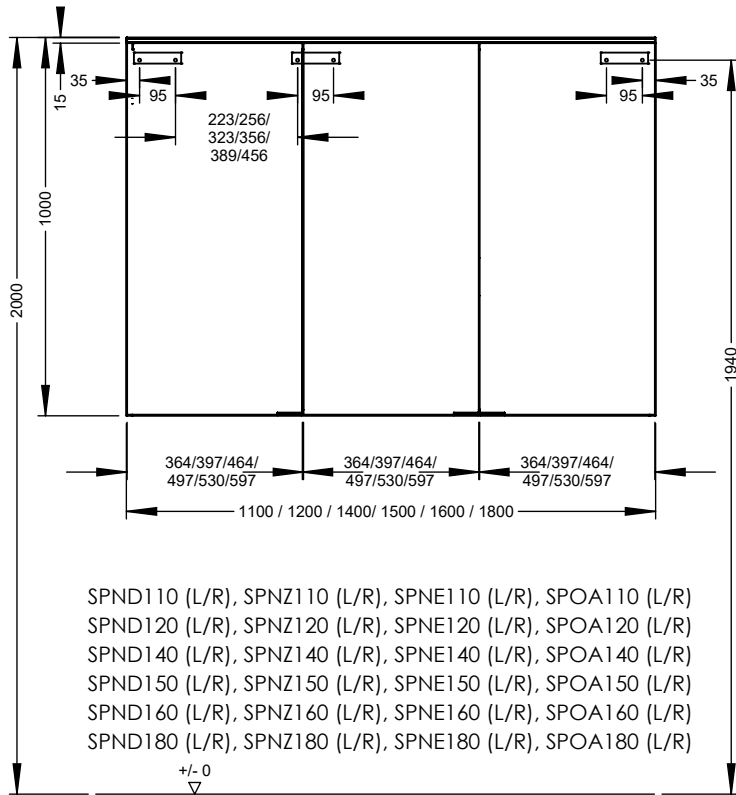 35
95
95
95
35
15
223/256/
323/356/
389/456
1000
2000
1940
364/397/464/
497/530/597
364/397/464/
497/530/597
364/397/464/
497/530/597
1100 / 1200 / 1400/ 1500 / 1600 / 1800
SPND110 (L/R), SPNZ110 (L/R), SPNE110 (L/R), SPOA110 (L/R)
SPND120 (L/R), SPNZ120 (L/R), SPNE120 (L/R), SPOA120 (L/R)
SPND140 (L/R), SPNZ140 (L/R), SPNE140 (L/R), SPOA140 (L/R)
SPND150 (L/R), SPNZ150 (L/R), SPNE150 (L/R), SPOA150 (L/R)
SPND160 (L/R), SPNZ160 (L/R), SPNE160 (L/R), SPOA160 (L/R)
SPND180 (L/R), SPNZ180 (L/R), SPNE180 (L/R), SPOA180 (L/R)
+/- 0